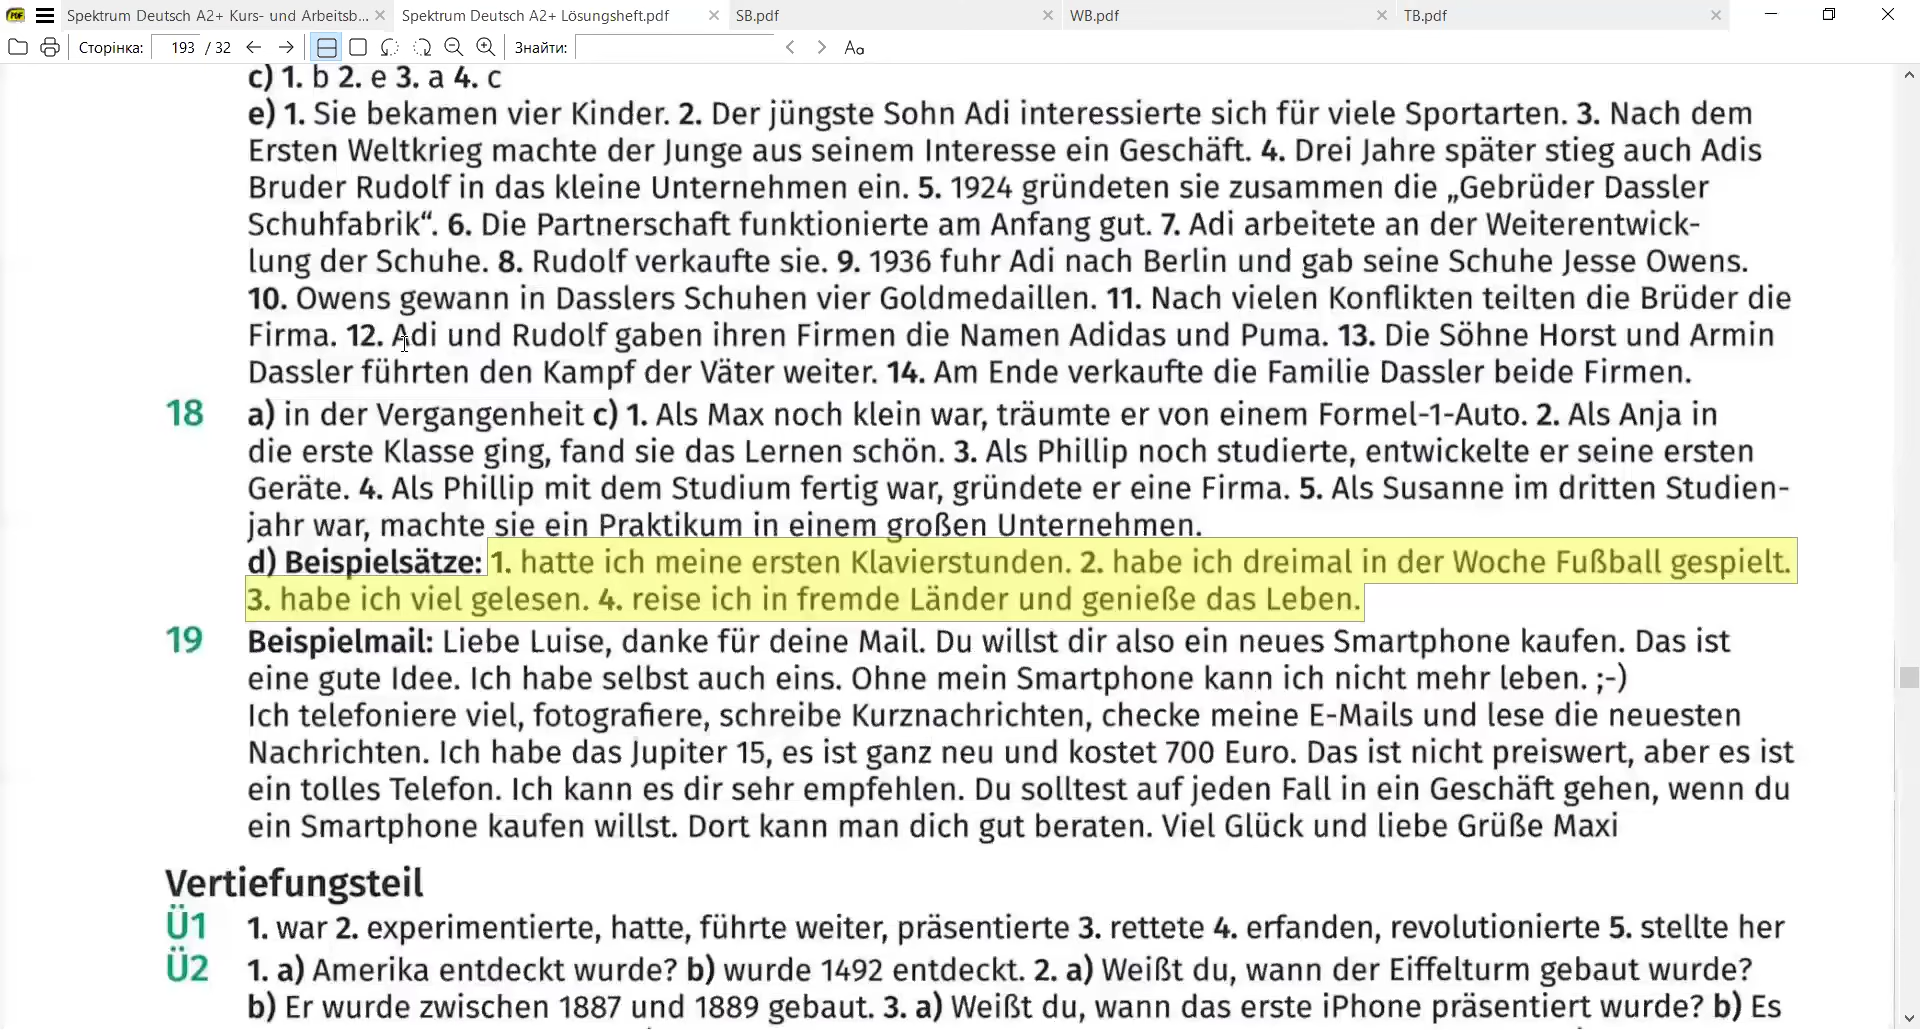 Spektrum Deutsch A2+ Kurs- und Arbeitsb... Spektrum Deutsch A2+ Lösungsheft.pdf SB.pdf WB.pdf TB.pdf
Сторінка: 193 / 32 Знайти: Aa
c) 1. b 2. e 3. a 4. c
e) 1. Sie bekamen vier Kinder. 2. Der jüngste Sohn Adi interessierte sich für viele Sportarten. 3. Nach dem
Ersten Weltkrieg machte der Junge aus seinem Interesse ein Geschäft. 4. Drei Jahre später stieg auch Adis
Bruder Rudolf in das kleine Unternehmen ein. 5. 1924 gründeten sie zusammen die „Gebrüder Dassler
Schuhfabrik“. 6. Die Partnerschaft funktionierte am Anfang gut. 7. Adi arbeitete an der Weiterentwick-
lung der Schuhe. 8. Rudolf verkaufte sie. 9. 1936 fuhr Adi nach Berlin und gab seine Schuhe Jesse Owens.
10. Owens gewann in Dasslers Schuhen vier Goldmedaillen. 11. Nach vielen Konflikten teilten die Brüder die
Firma. 12. Adi und Rudolf gaben ihren Firmen die Namen Adidas und Puma. 13. Die Söhne Horst und Armin
Dassler führten den Kampf der Väter weiter. 14. Am Ende verkaufte die Familie Dassler beide Firmen.
18 a) in der Vergangenheit c) 1. Als Max noch klein war, träumte er von einem Formel-1-Auto. 2. Als Anja in
die erste Klasse ging, fand sie das Lernen schön. 3. Als Phillip noch studierte, entwickelte er seine ersten
Geräte. 4. Als Phillip mit dem Studium fertig war, gründete er eine Firma. 5. Als Susanne im dritten Studien-
jahr war, machte sie ein Praktikum in einem großen Unternehmen.
d) Beispielsätze: 1. hatte ich meine ersten Klavierstunden. 2. habe ich dreimal in der Woche Fußball gespielt.
3. habe ich viel gelesen. 4. reise ich in fremde Länder und genieße das Leben.
19 Beispielmail: Liebe Luise, danke für deine Mail. Du willst dir also ein neues Smartphone kaufen. Das ist
eine gute Idee. Ich habe selbst auch eins. Ohne mein Smartphone kann ich nicht mehr leben. ;-)
Ich telefoniere viel, fotografiere, schreibe Kurznachrichten, checke meine E-Mails und lese die neuesten
Nachrichten. Ich habe das Jupiter 15, es ist ganz neu und kostet 700 Euro. Das ist nicht preiswert, aber es ist
ein tolles Telefon. Ich kann es dir sehr empfehlen. Du solltest auf jeden Fall in ein Geschäft gehen, wenn du
ein Smartphone kaufen willst. Dort kann man dich gut beraten. Viel Glück und liebe Grüße Maxi
Vertiefungsteil
Ü1 1. war 2. experimentierte, hatte, führte weiter, präsentierte 3. rettete 4. erfanden, revolutionierte 5. stellte her
Ü2 1. a) Amerika entdeckt wurde? b) wurde 1492 entdeckt. 2. a) Weißt du, wann der Eiffelturm gebaut wurde?
b) Er wurde zwischen 1887 und 1889 gebaut. 3. a) Weißt du, wann das erste iPhone präsentiert wurde? b) Es